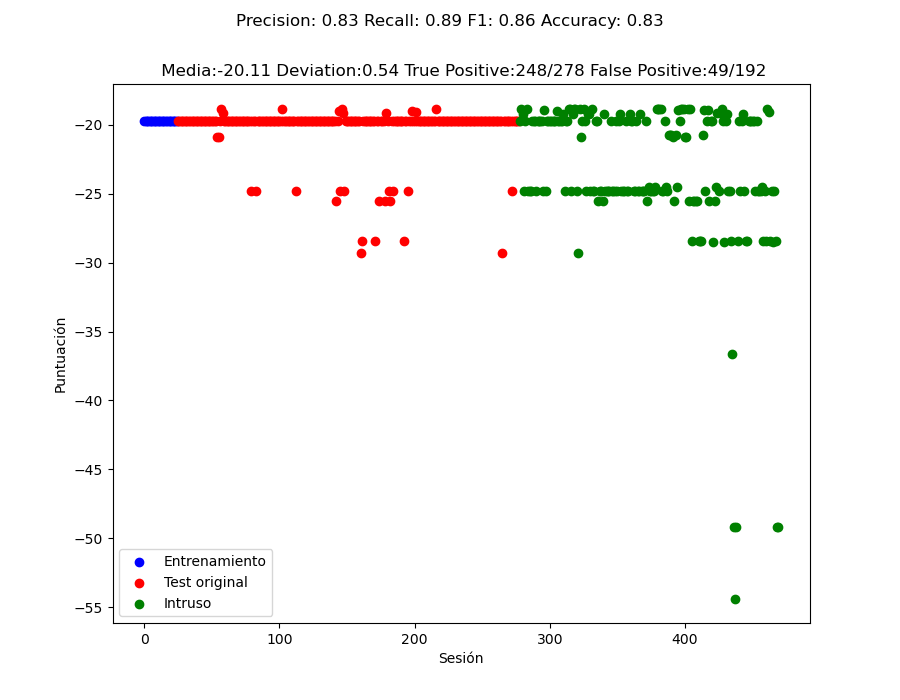 Precision: 0.83 Recall: 0.89 F1: 0.86 Accuracy: 0.83
Media:-20.11 Deviation:0.54 True Positive:248/278 False Positive:49/192
−20
−25
−30
−35
−40
−45
−50
−55
Puntuación
Entrenamiento
Test original
Intruso
0
100
200
300
400
Sesión